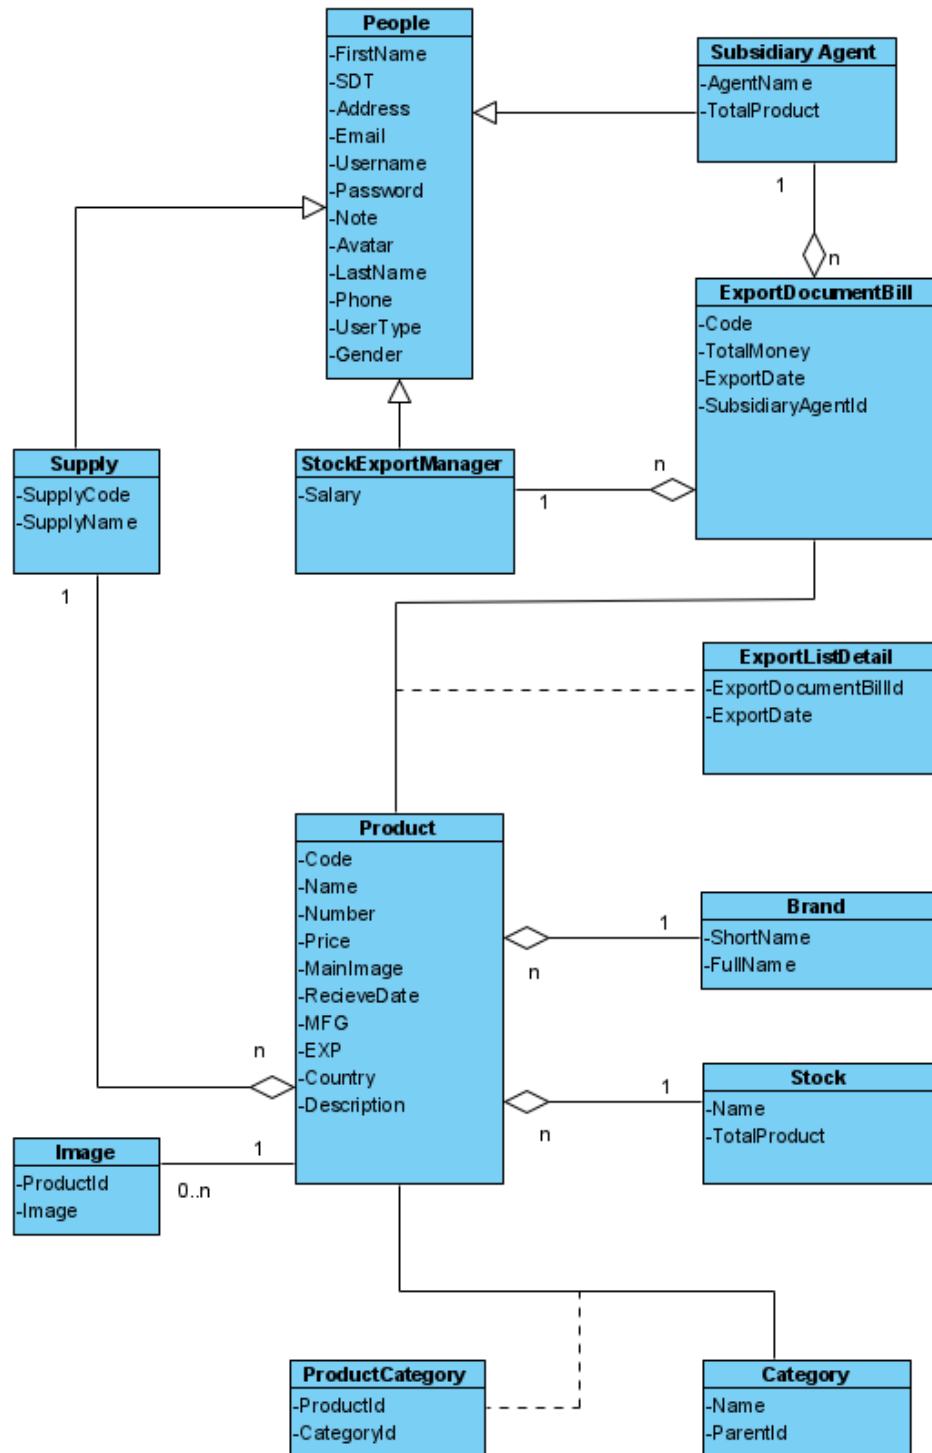 People
-FirstName
-SDT
-Address
-Email
-Username
-Password
-Note
-Avatar
-LastName
-Phone
-UserType
-Gender
Subsidiary Agent
-AgentName
-TotalProduct
1
n
ExportDocumentBill
-Code
-TotalMoney
-ExportDate
-SubsidiaryAgentId
Supply
-SupplyCode
-SupplyName
1
StockExportManager
-Salary
1
n
ExportListDetail
-ExportDocumentBillId
-ExportDate
Product
-Code
-Name
-Number
-Price
-MainImage
-RecieveDate
-MFG
-EXP
-Country
-Description
n
1
n
Brand
-ShortName
-FullName
1
n
Stock
-Name
-TotalProduct
Image
-ProductId
-Image
1
0..n
ProductCategory
-ProductId
-CategoryId
Category
-Name
-ParentId